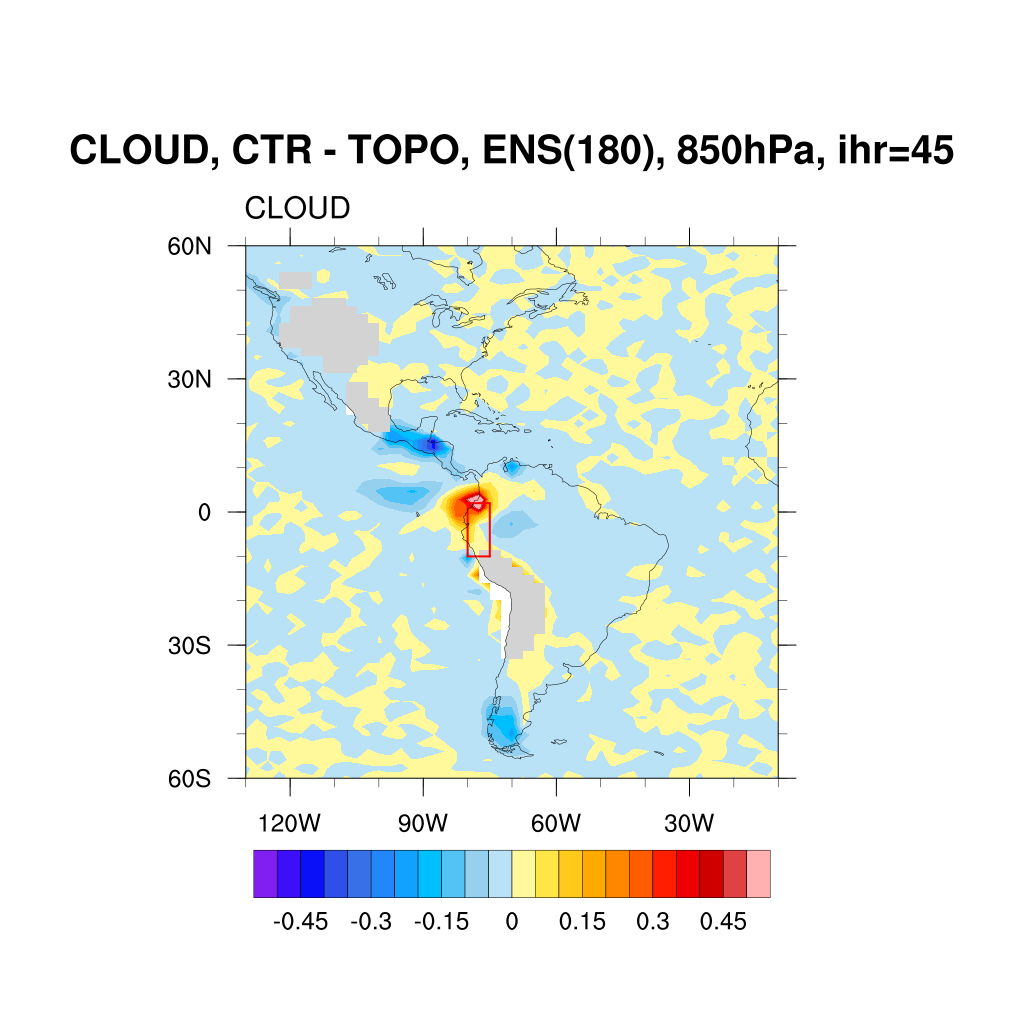 CLOUD, CTR - TOPO, ENS(180), 850hPa, ihr=45
CLOUD
60N
30N
0
30S
60S
120W 90W 60W 30W
-0.45 -0.3 -0.15 0 0.15 0.3 0.45